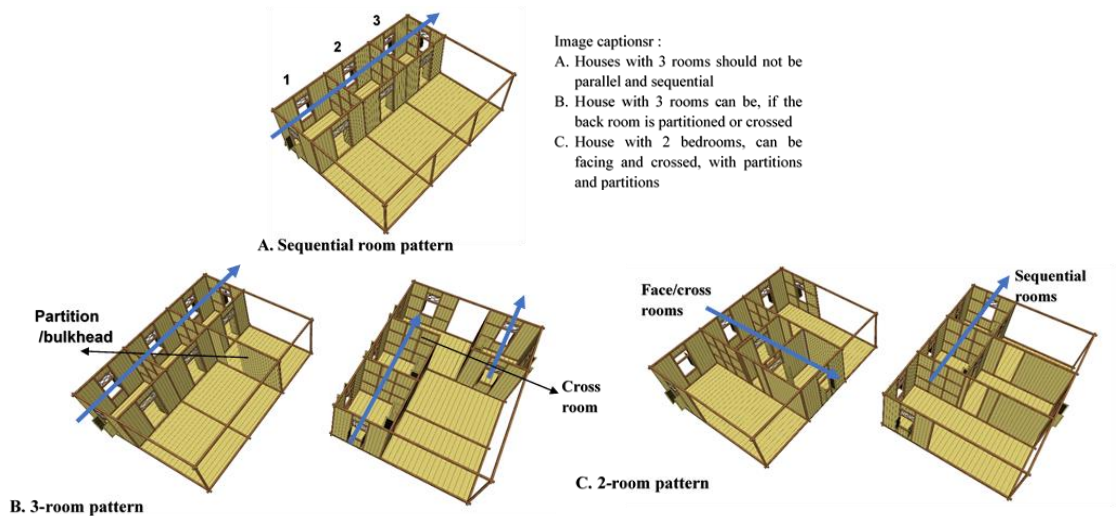 1
2
3
A. Sequential room pattern
Image captionsr :
A. Houses with 3 rooms should not be
parallel and sequential
B. House with 3 rooms can be, if the
back room is partitioned or crossed
C. House with 2 bedrooms, can be
facing and crossed, with partitions
and partitions
Partition
/bulkhead
Cross
room
B. 3-room pattern
Face/cross
rooms
Sequential
rooms
C. 2-room pattern